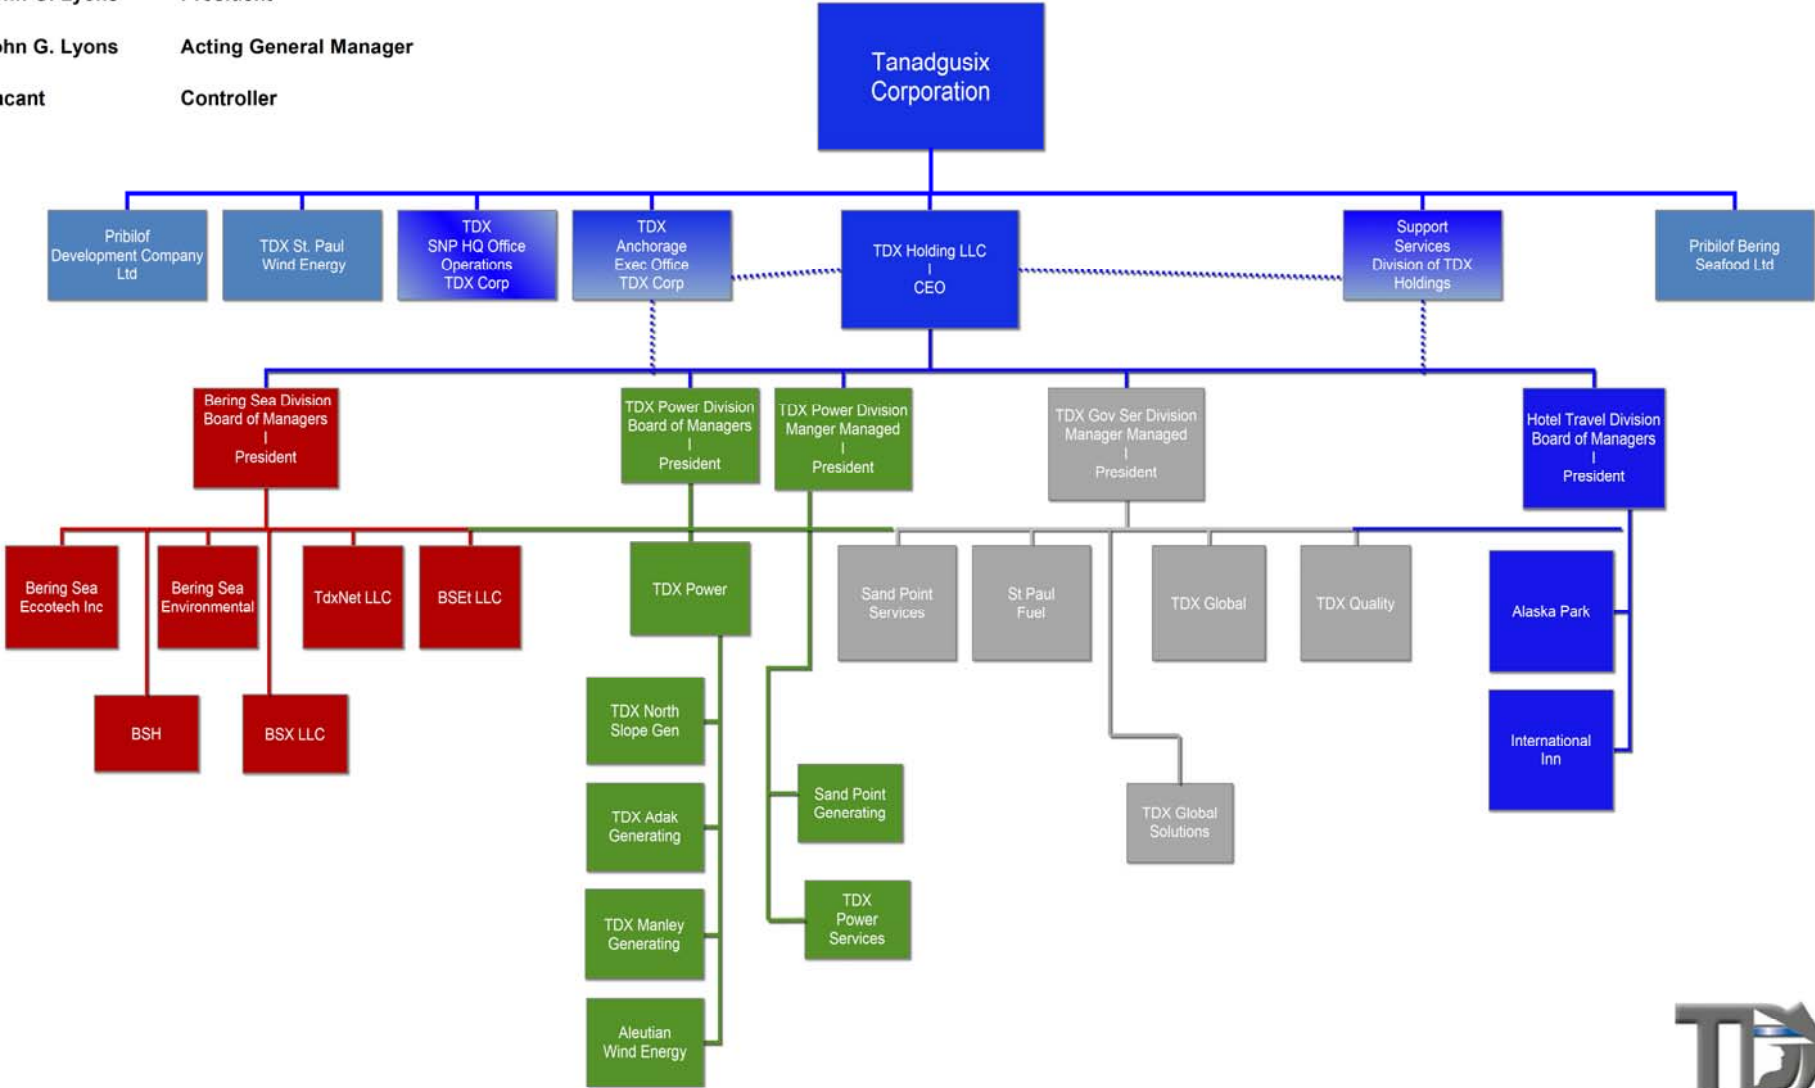 John G. Lyons President
John G. Lyons Acting General Manager
Controller
Tanadgusix
Corporation
Pribilof
Development Company
Ltd
TDX St. Paul
Wind Energy
TDX
SNP HQ Office
Operations
TDX Corp
TDX
Anchorage
Exec Office
TDX Corp
TDX Holding LLC
I
CEO
Support
Services
Division of TDX
Holdings
Pribilof Bering
Seafood Ltd
Bering Sea Division
Board of Managers
I
President
TDX Power Division
Board of Managers
I
President
TDX Power Division
Manger Managed
I
President
TDX Gov Ser Division
Manager Managed
I
President
Hotel Travel Division
Board of Managers
I
President
Bering Sea
Eccotech Inc
Bering Sea
Environmental
TdxNet LLC
BSEt LLC
TDX Power
Sand Point
Services
St Paul
Fuel
TDX Global
TDX Quality
Alaska Park
BSH
BSX LLC
TDX North
Slope Gen
International
Inn
Sand Point
Generating
TDX Adak
Generating
TDX Global
Solutions
TDX Manley
Generating
TDX
Power
Services
Aleutian
Wind Energy
TD